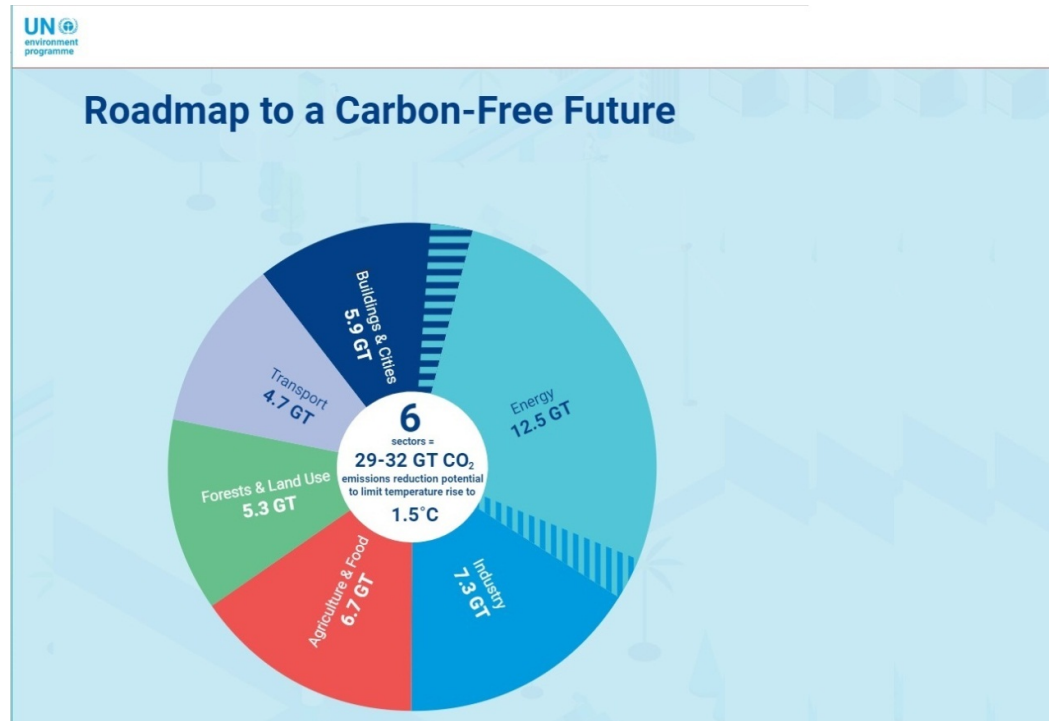 UN
environment
programme
Roadmap to a Carbon-Free Future
Buildings & Cities
5.9 GT
Energy
12.5 GT
Transport
4.7 GT
6
sectors =
29-32 GT CO₂
emissions reduction potential
to limit temperature rise to
1.5°C
Forests & Land Use
5.3 GT
Agriculture & Food
6.7 GT
Industry
7.3 GT